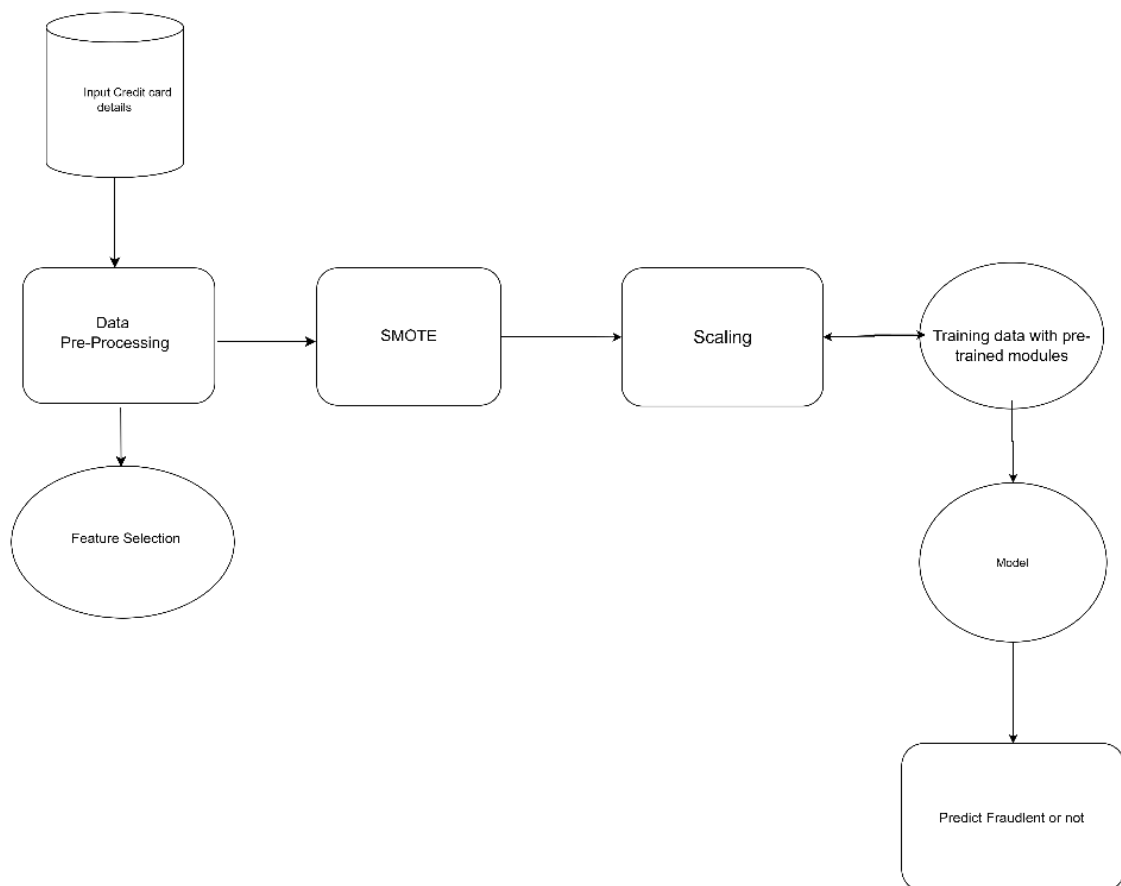 Input Credit card
details
Data
Pre-Processing
SMOTE
Scaling
Training data with pre-
trained modules
Feature Selection
Model
Predict Fraudlent or not